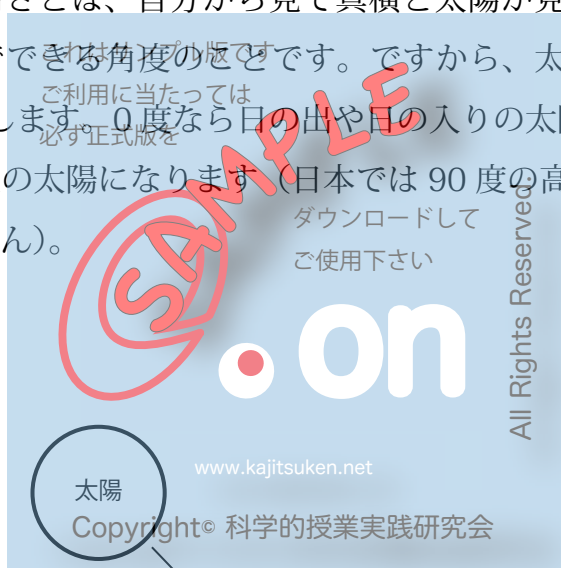 さとは、自分から見て真横と太陽が見
できる角度のことです。ですから、太
これはサンプル版です
ご利用に当たっては
します。0度なら日の出や日の入りの太
必ず正式版を
の太陽になります（日本では 90 度の高
ん）。
SAMPLE
ダウンロードして
ご使用下さい
.on
All Rights Reserved.
www.kajitsuken.net
太陽
Copyright© 科学的授業実践研究会